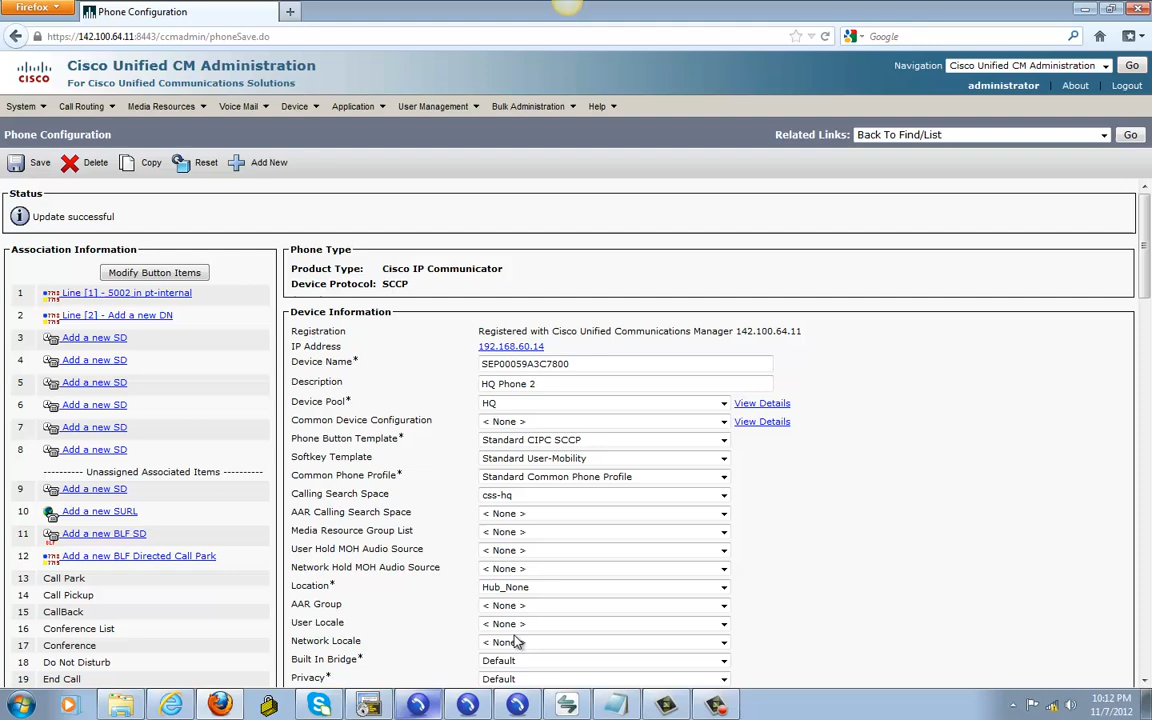 Firefox
Phone Configuration
https://142.100.64.11:8443/ccmadmin/phoneSave.do
Google
CISCO
Cisco Unified CM Administration
For Cisco Unified Communications Solutions
Navigation Cisco Unified CM Administration Go
administrator About Logout
System Call Routing Media Resources Voice Mail Device Application User Management Bulk Administration Help
Phone Configuration
Related Links: Back To Find/List Go
Save Delete Copy Reset Add New
Status
Update successful
Association Information
Modify Button Items
1 Line [1] - 5002 in pt-internal
2 Line [2] - Add a new DN
3 Add a new SD
4 Add a new SD
5 Add a new SD
6 Add a new SD
7 Add a new SD
8 Add a new SD
---------- Unassigned Associated Items ----------
9 Add a new SD
10 Add a new SURL
11 Add a new BLF SD
12 Add a new BLF Directed Call Park
13 Call Park
14 Call Pickup
15 CallBack
16 Conference List
17 Conference
18 Do Not Disturb
19 End Call
Phone Type
Product Type: Cisco IP Communicator
Device Protocol: SCCP
Device Information
Registration Registered with Cisco Unified Communications Manager 142.100.64.11
IP Address 192.168.60.14
Device Name* SEP00059A3C7800
Description HQ Phone 2
Device Pool* HQ View Details
Common Device Configuration < None > View Details
Phone Button Template* Standard CIPC SCCP
Softkey Template Standard User-Mobility
Common Phone Profile* Standard Common Phone Profile
Calling Search Space css-hq
AAR Calling Search Space < None >
Media Resource Group List < None >
User Hold MOH Audio Source < None >
Network Hold MOH Audio Source < None >
Location* Hub_None
AAR Group < None >
User Locale < None >
Network Locale < None >
Built In Bridge* Default
Privacy* Default
10:12 PM
11/7/2012